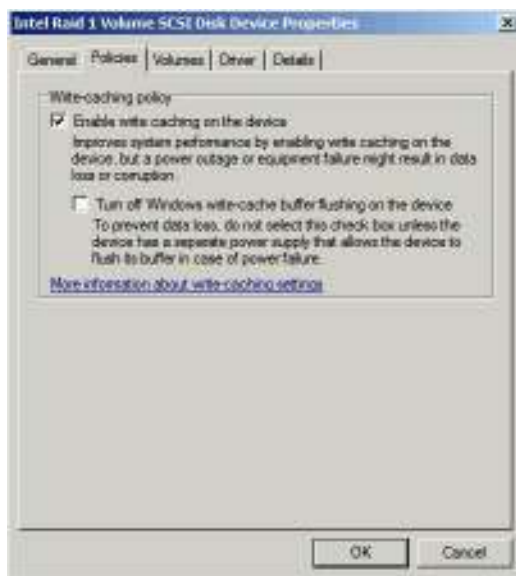 Intel Raid 1 Volume SCSI Disk Device Properties
General Policies Volumes Driver Details
Write-caching policy
Enable write caching on the device
Improves system performance by enabling write caching on the
device, but a power outage or equipment failure might result in data
loss or corruption
Turn off Windows write-cache buffer flushing on the device
To prevent data loss, do not select this check box unless the
device has a separate power supply that allows the device to
flush its buffer in case of power failure.
More information about write-caching settings
OK Cancel